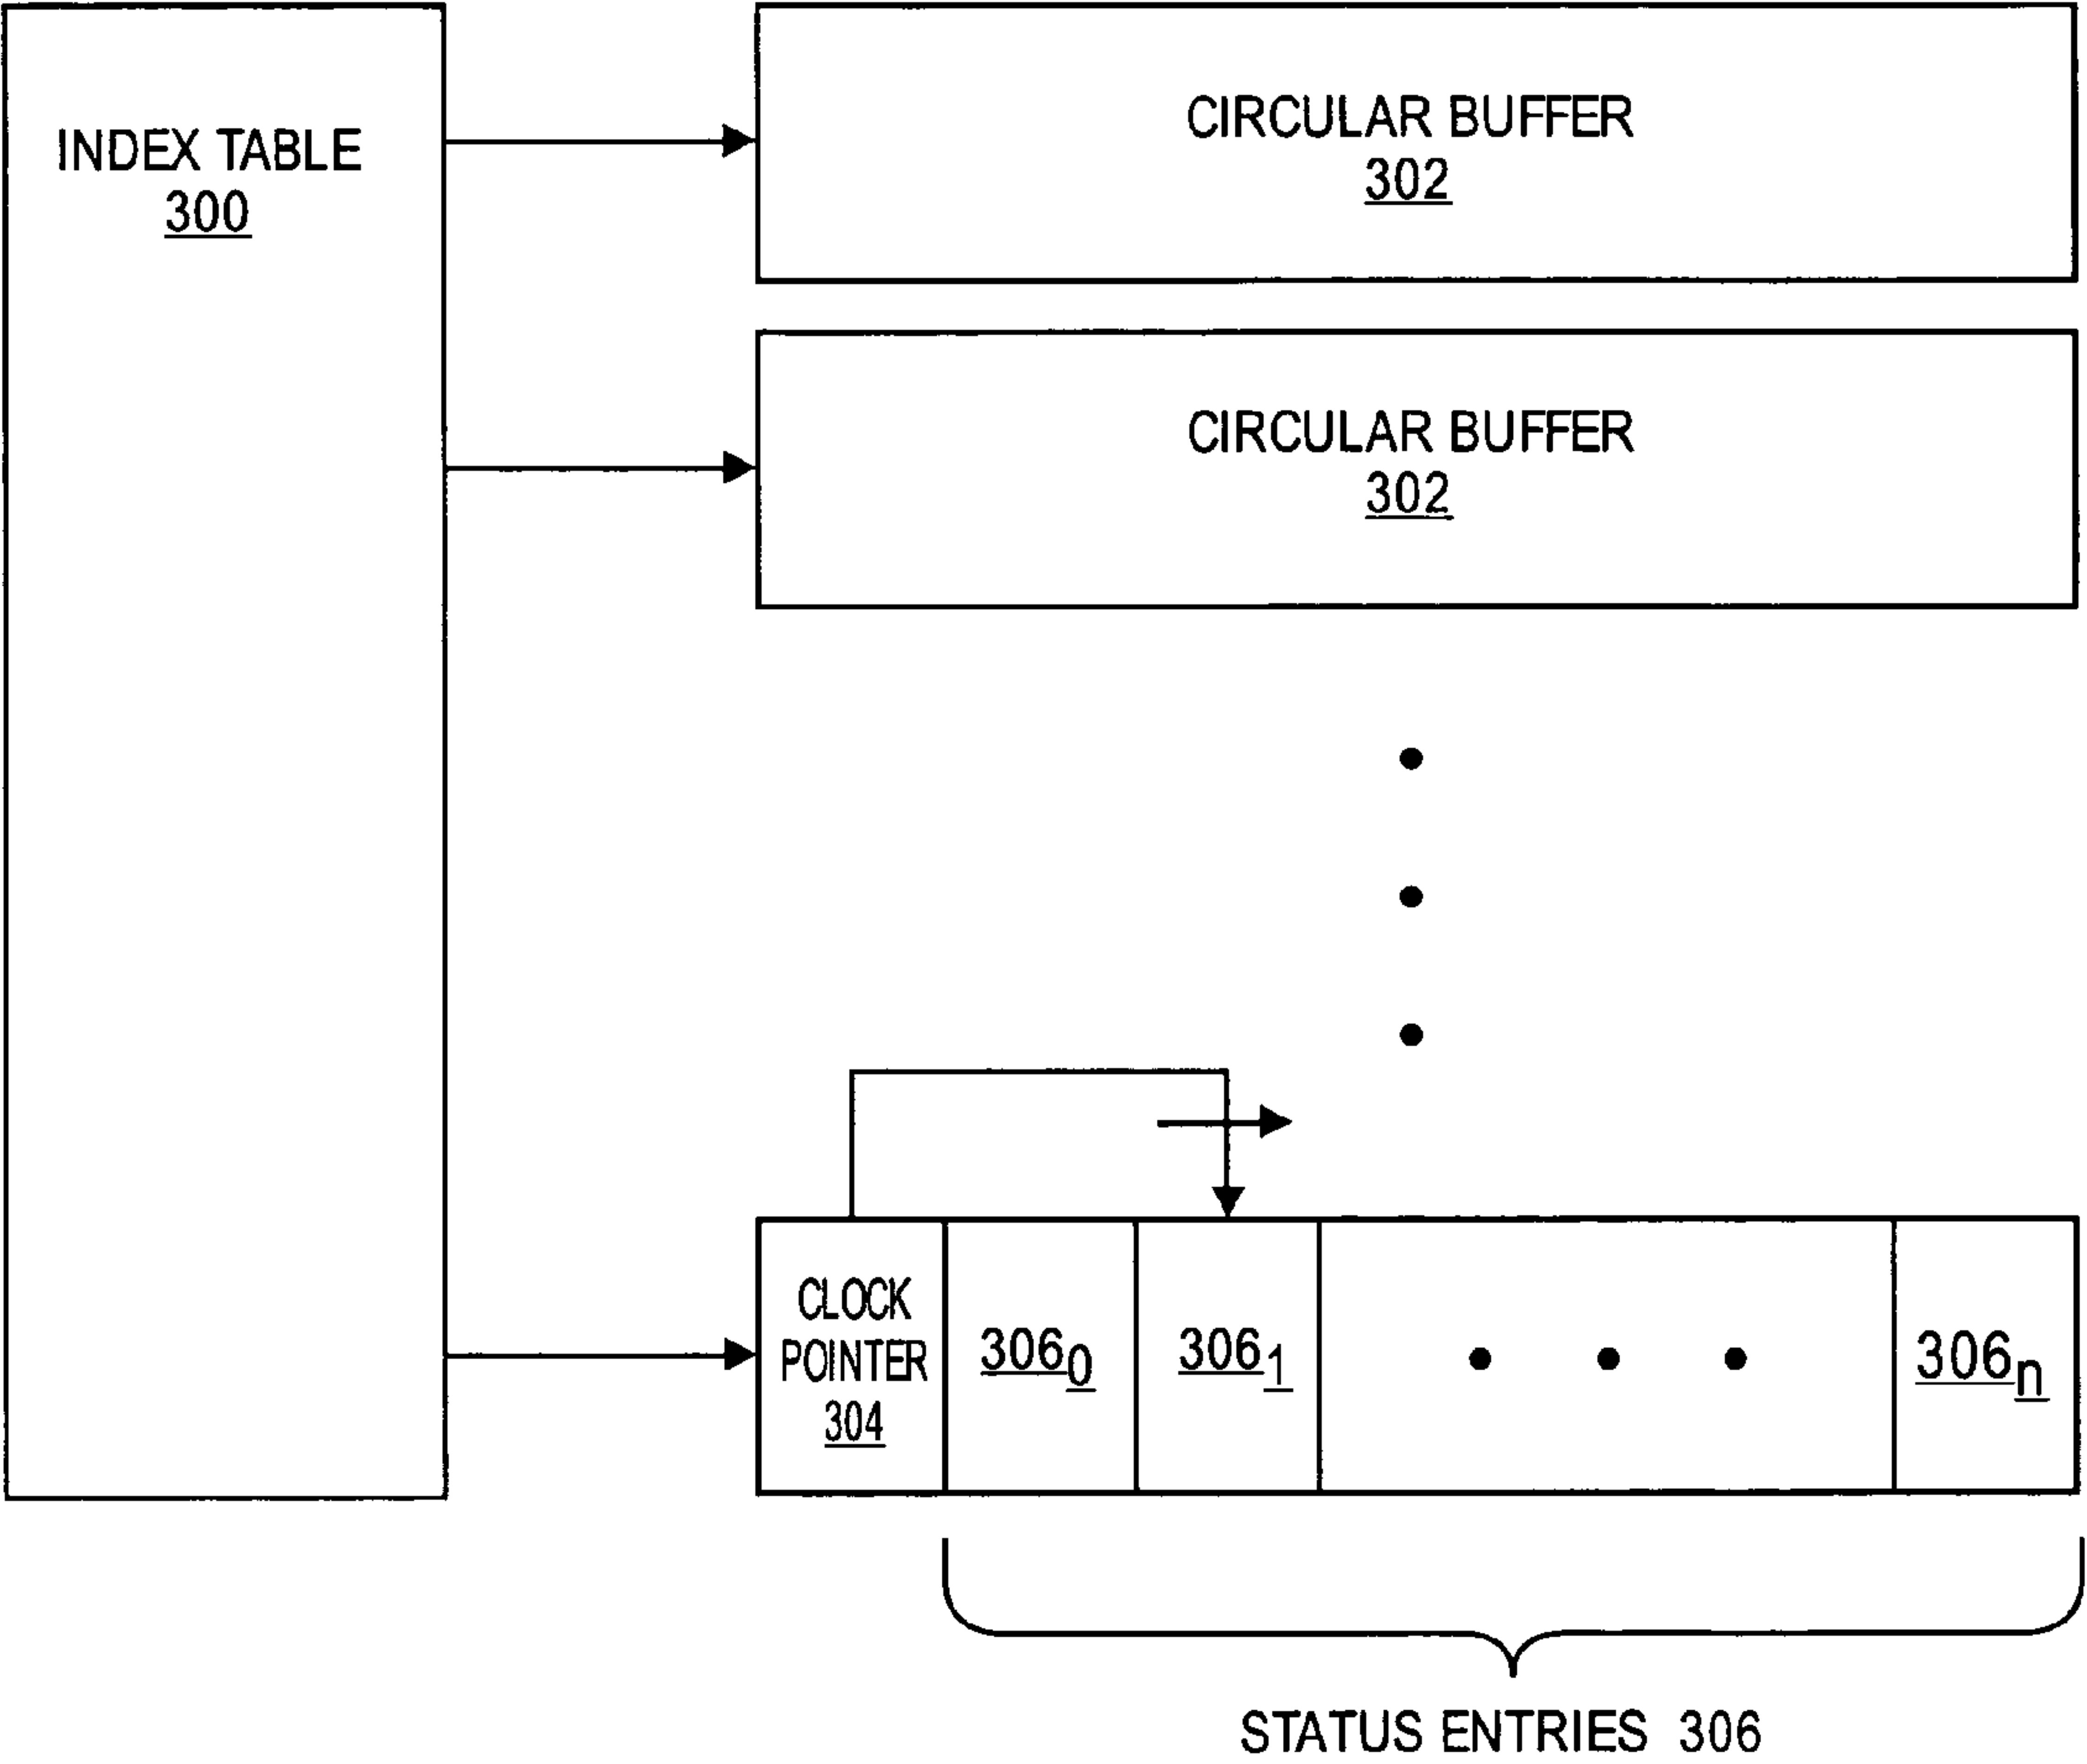 INDEX TABLE
300
CIRCULAR BUFFER
302
CIRCULAR BUFFER
302
CLOCK
POINTER
304
306₀
306₁
306ₙ
STATUS ENTRIES 306